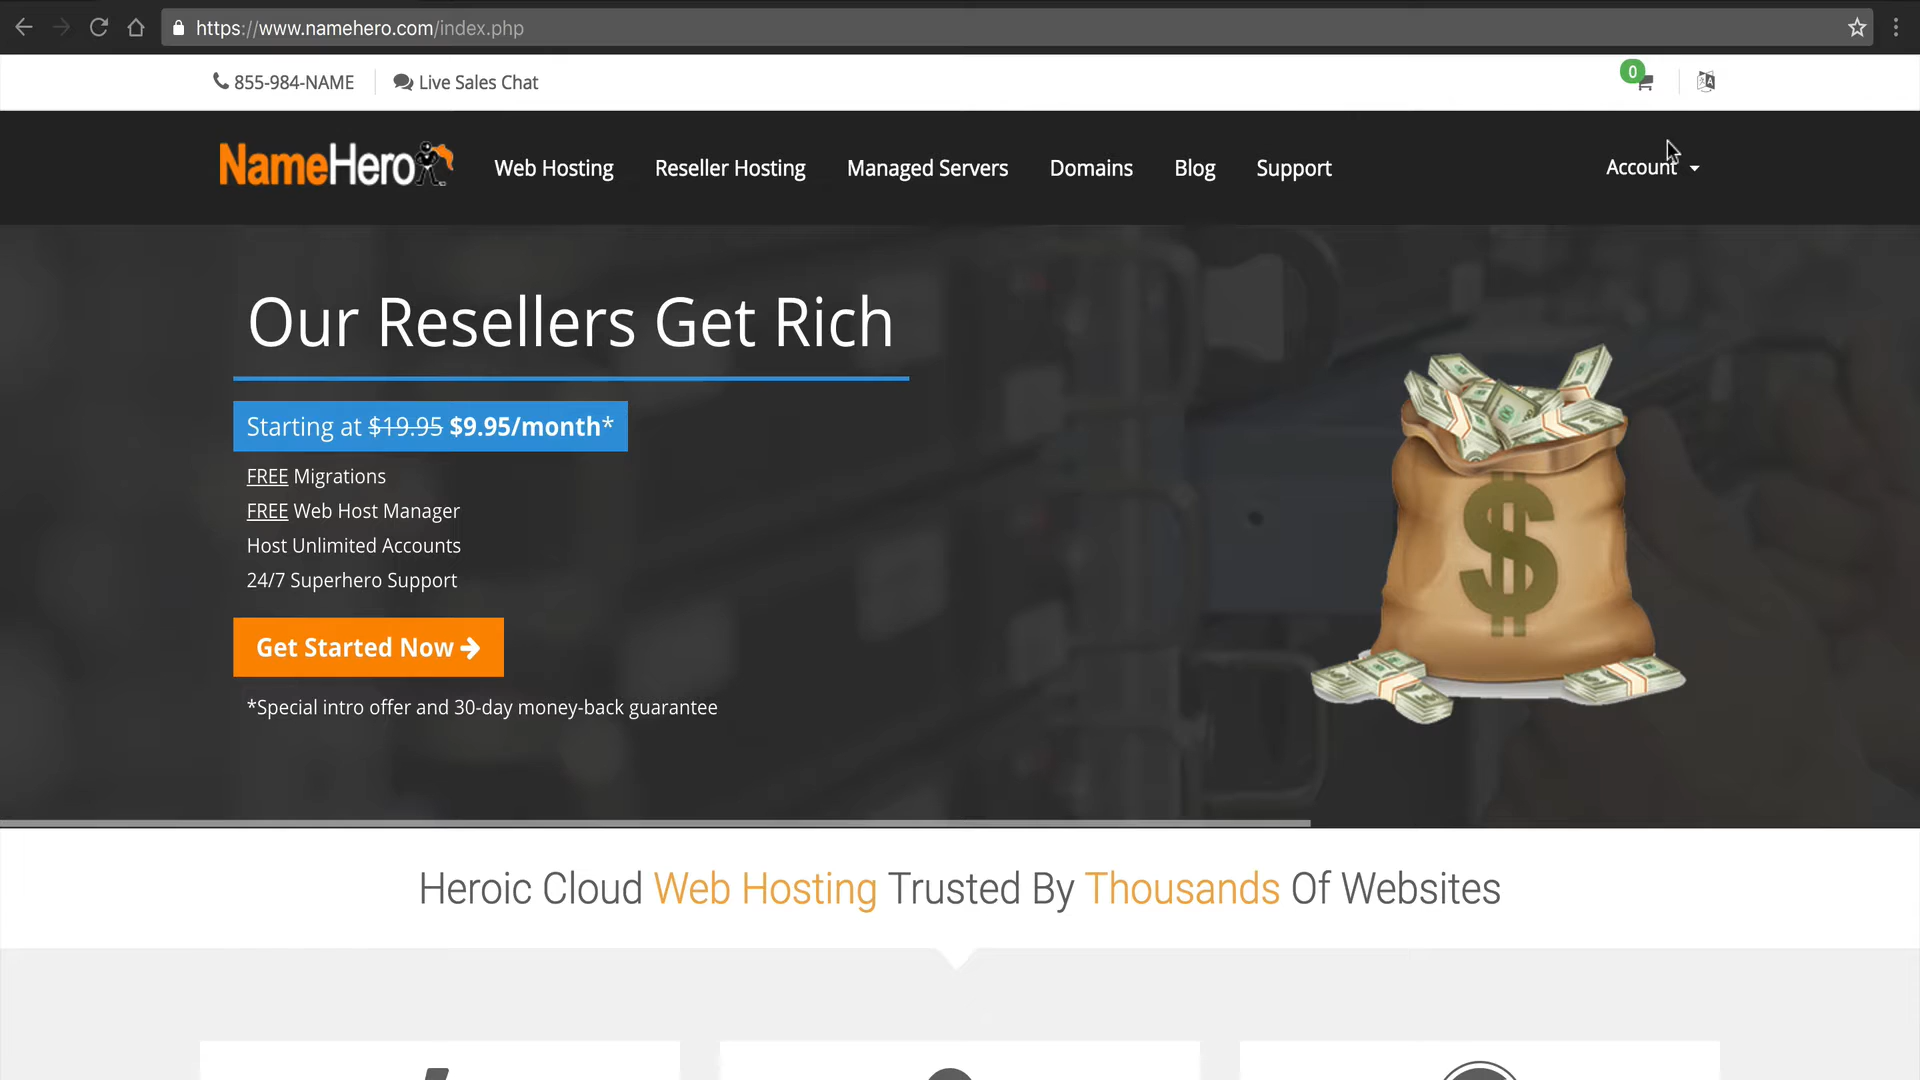 https://www.namehero.com/index.php
855-984-NAME
Live Sales Chat
0
NameHero
Web Hosting
Reseller Hosting
Managed Servers
Domains
Blog
Support
Account
Our Resellers Get Rich
Starting at $19.95 $9.95/month*
FREE Migrations
FREE Web Host Manager
Host Unlimited Accounts
24/7 Superhero Support
Get Started Now
*Special intro offer and 30-day money-back guarantee
$
Heroic Cloud Web Hosting Trusted By Thousands Of Websites